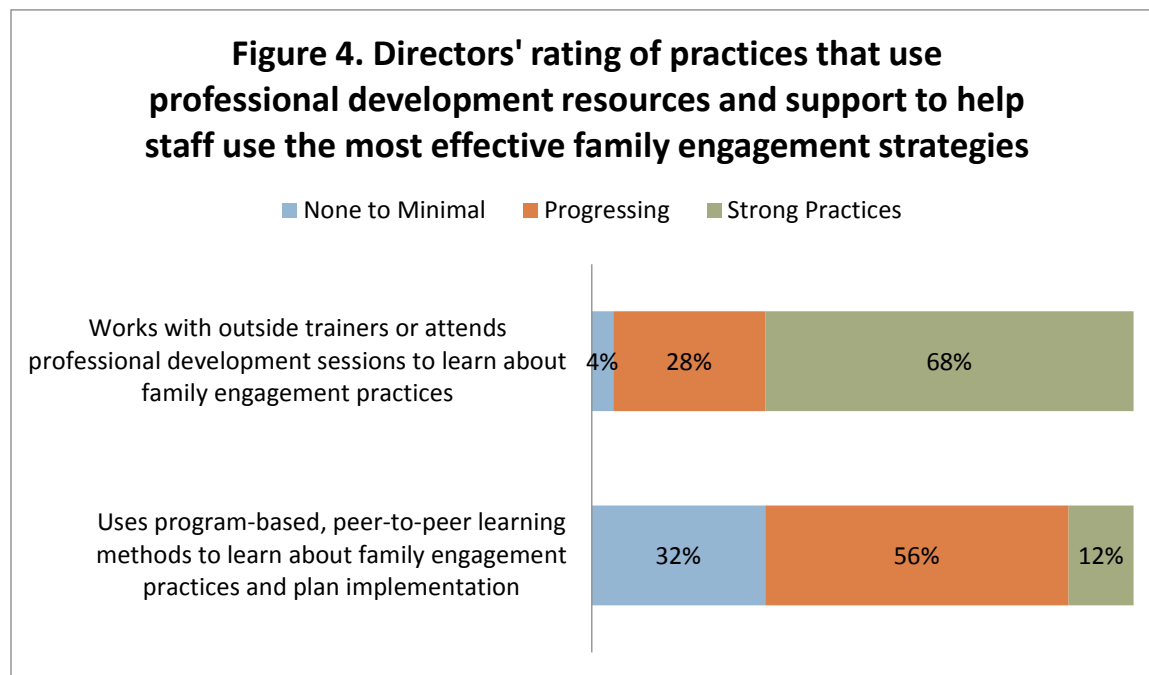 Figure 4. Directors' rating of practices that use
professional development resources and support to help
staff use the most effective family engagement strategies
None to Minimal Progressing Strong Practices
Works with outside trainers or attends
professional development sessions to learn about
family engagement practices
4% 28% 68%
Uses program-based, peer-to-peer learning
methods to learn about family engagement
practices and plan implementation
32% 56% 12%